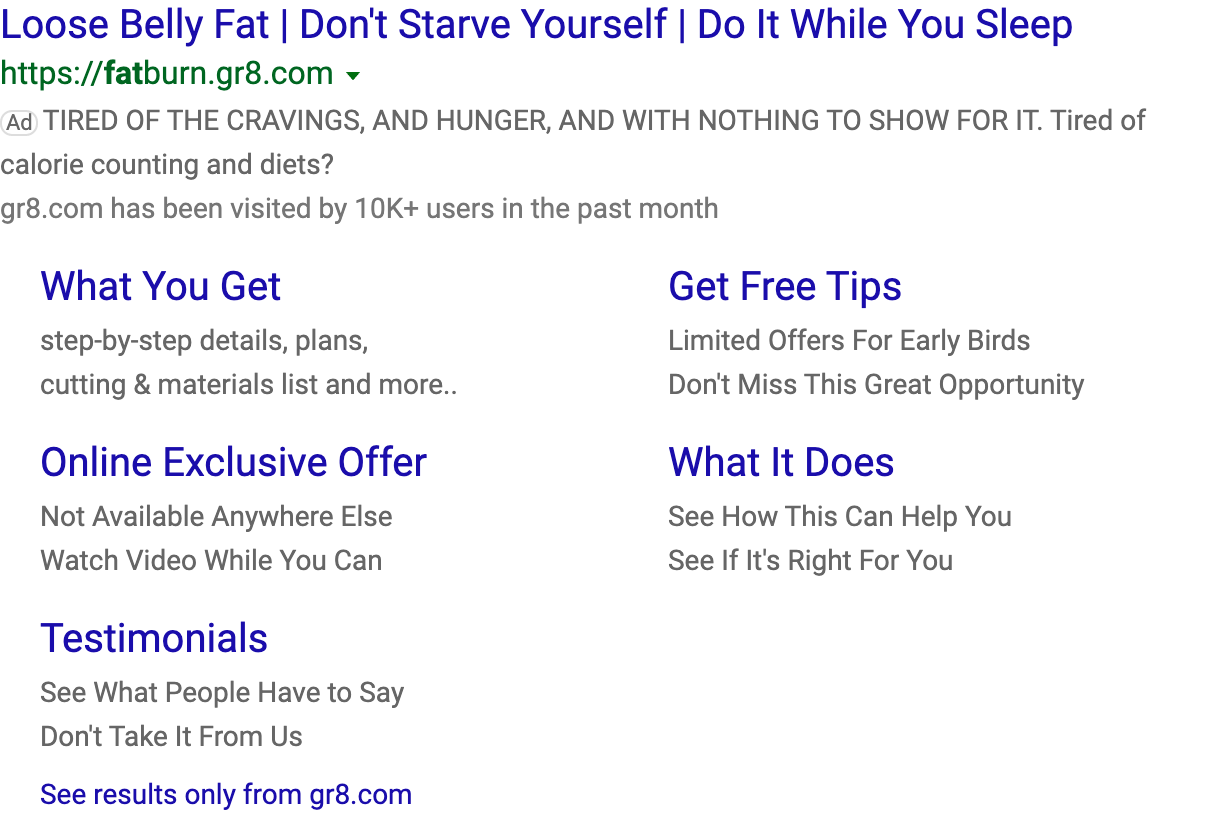 Loose Belly Fat | Don't Starve Yourself | Do It While You Sleep
https://fatburn.gr8.com
Ad TIRED OF THE CRAVINGS, AND HUNGER, AND WITH NOTHING TO SHOW FOR IT. Tired of
calorie counting and diets?
gr8.com has been visited by 10K+ users in the past month
What You Get
step-by-step details, plans,
cutting & materials list and more..
Get Free Tips
Limited Offers For Early Birds
Don't Miss This Great Opportunity
Online Exclusive Offer
Not Available Anywhere Else
Watch Video While You Can
What It Does
See How This Can Help You
See If It's Right For You
Testimonials
See What People Have to Say
Don't Take It From Us
See results only from gr8.com